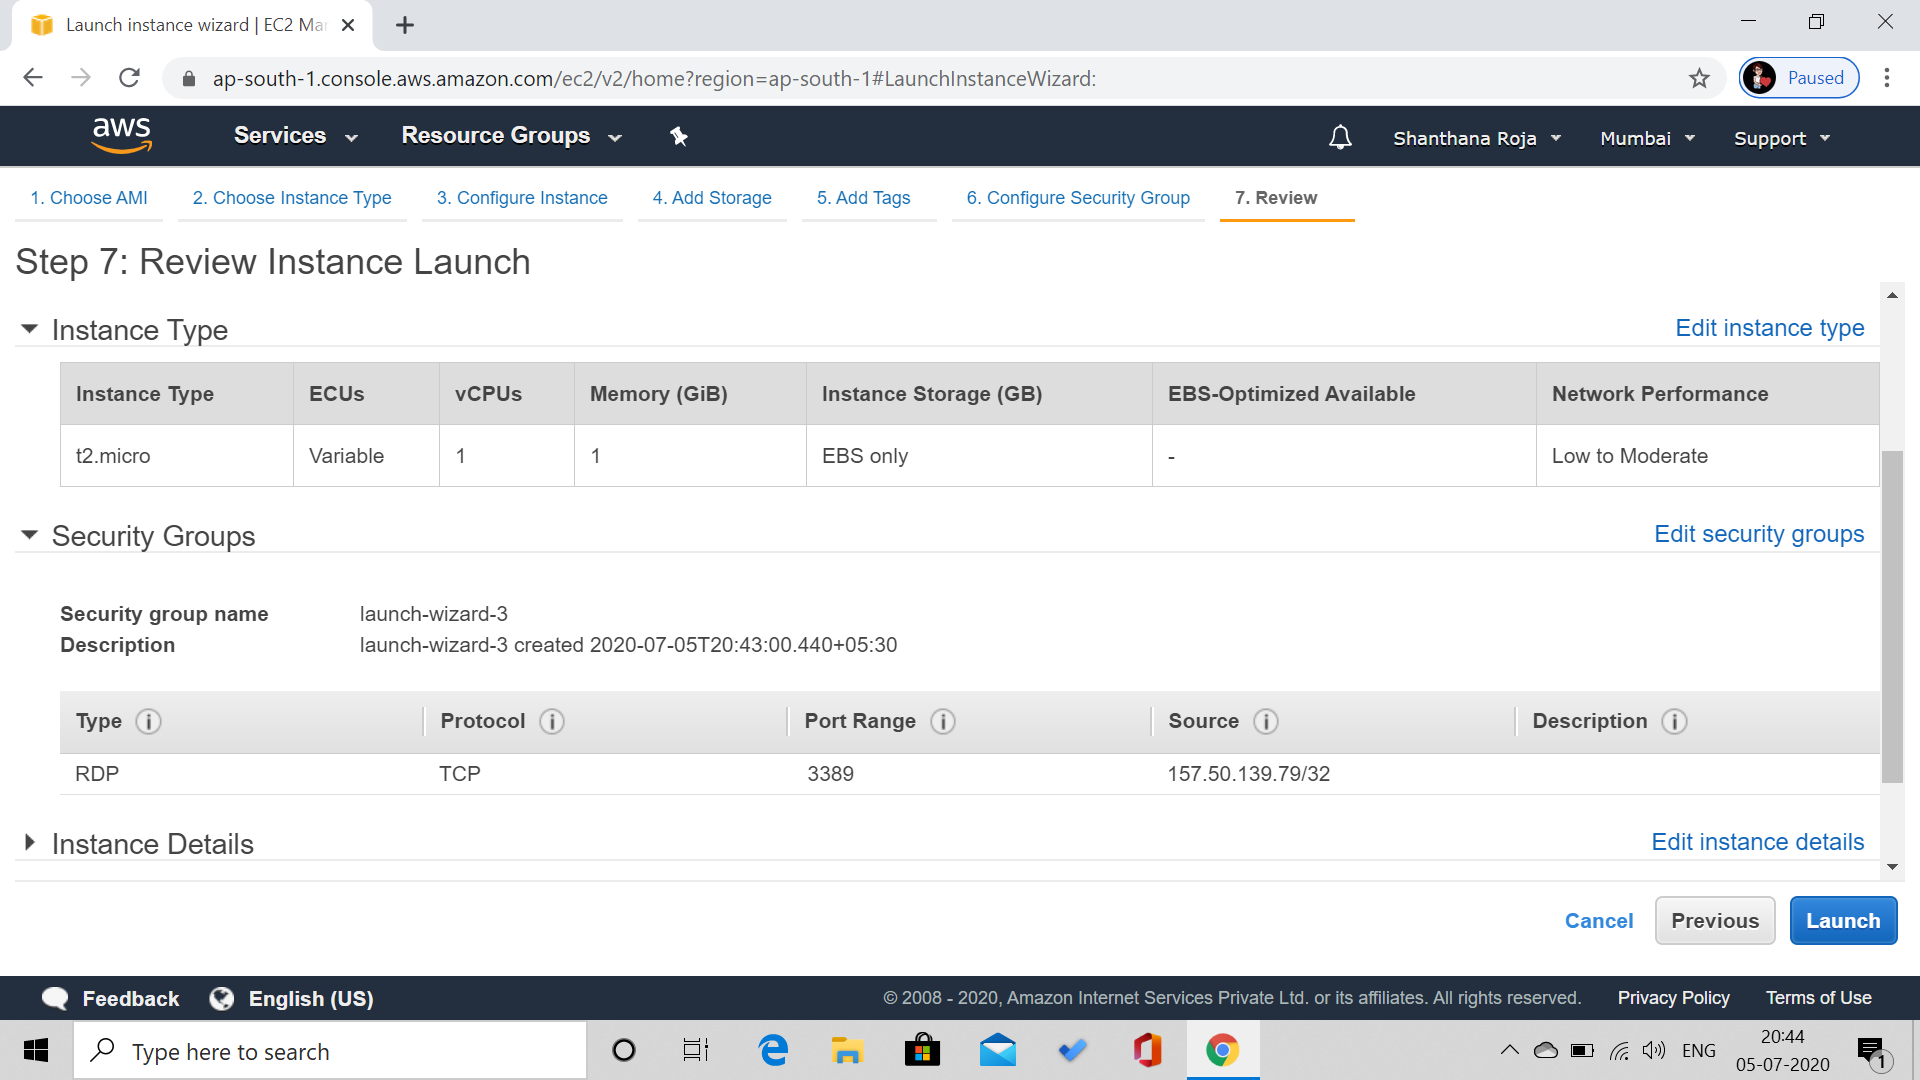 Launch instance wizard | EC2 Ma
ap-south-1.console.aws.amazon.com/ec2/v2/home?region=ap-south-1#LaunchInstanceWizard:
Paused
aws
Services
Resource Groups
Shanthana Roja
Mumbai
Support
1. Choose AMI
2. Choose Instance Type
3. Configure Instance
4. Add Storage
5. Add Tags
6. Configure Security Group
7. Review
Step 7: Review Instance Launch
Instance Type
Edit instance type
Instance Type ECUs vCPUs Memory (GiB) Instance Storage (GB) EBS-Optimized Available Network Performance
t2.micro Variable 1 1 EBS only - Low to Moderate
Security Groups
Edit security groups
Security group name launch-wizard-3
Description launch-wizard-3 created 2020-07-05T20:43:00.440+05:30
Type Protocol Port Range Source Description
RDP TCP 3389 157.50.139.79/32
Instance Details
Edit instance details
Cancel Previous Launch
Feedback English (US) © 2008 - 2020, Amazon Internet Services Private Ltd. or its affiliates. All rights reserved. Privacy Policy Terms of Use
Type here to search
ENG
20:44
05-07-2020
1